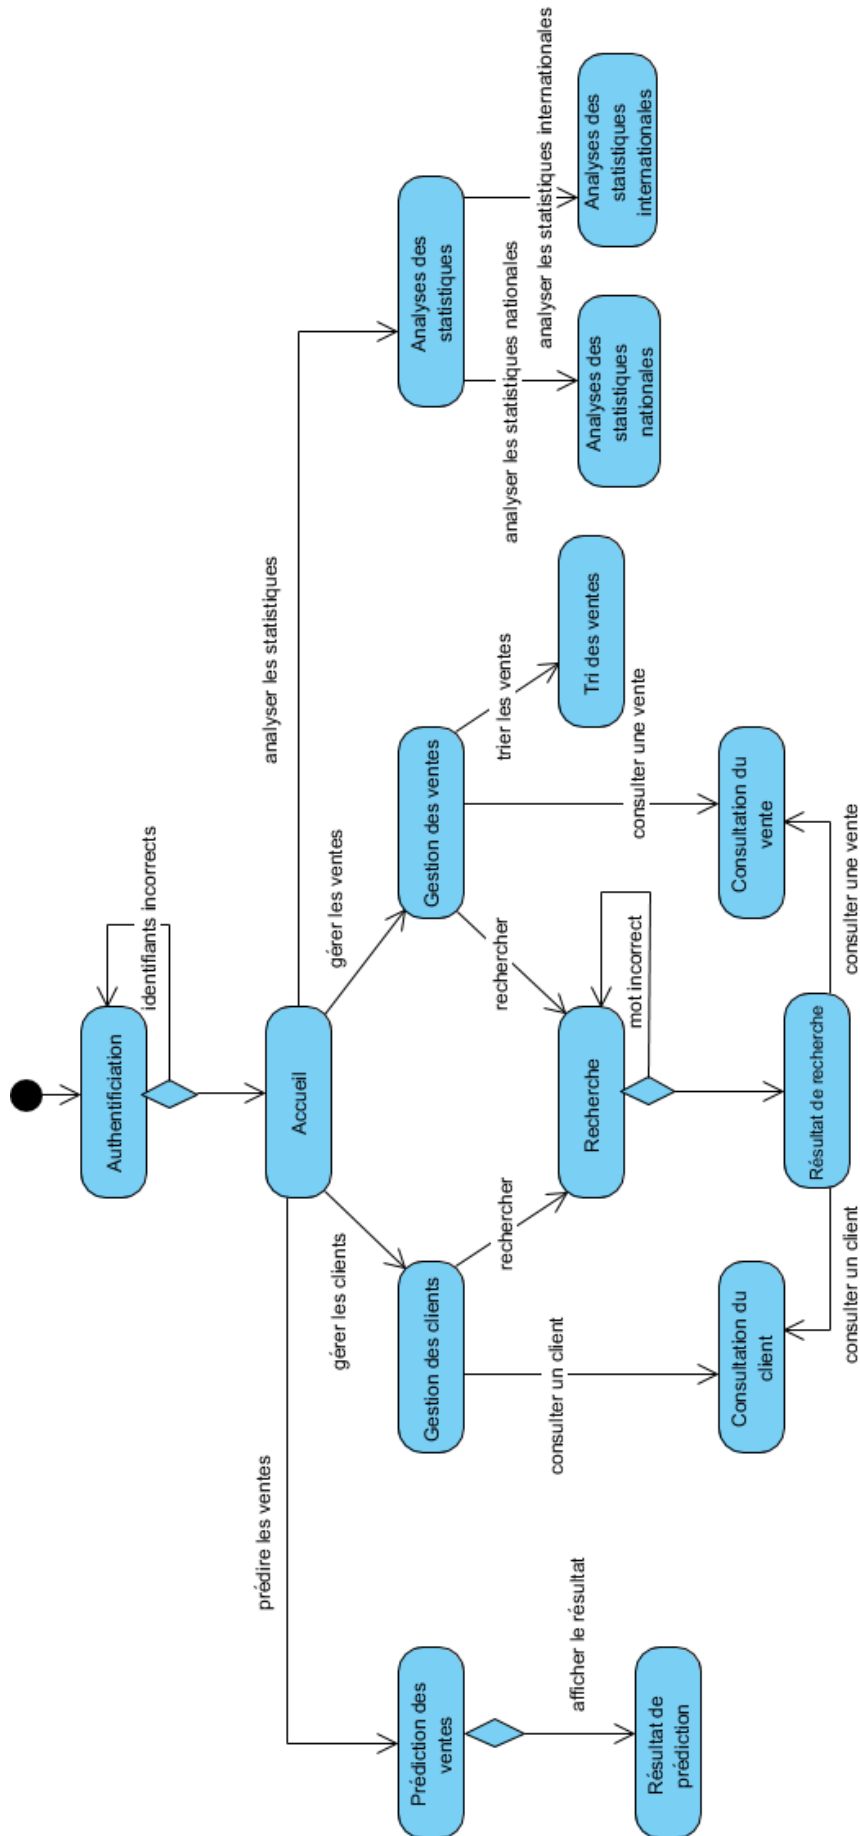 Authentificiation
identifiants incorrects
Accueil
prédire les ventes
gérer les clients
gérer les ventes
analyser les statistiques
Prédiction des
ventes
Gestion des clients
Gestion des ventes
Analyses des
statistiques
afficher le résultat
consulter un client
rechercher
rechercher
trier les ventes
analyser les statistiques nationales
analyser les statistiques internationales
Résultat de
prédiction
Recherche
mot incorrect
consulter une vente
Tri des ventes
Analyses des
statistiques
nationales
Analyses des
statistiques
internationales
Consultation du
client
Consultation du
vente
Résultat de recherche
consulter un client
consulter une vente